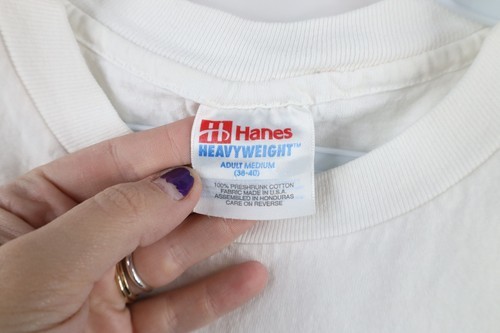 Hanes
HEAVYWEIGHT™
ADULT MEDIUM
(38-40)
100% PRESHRUNK COTTON
FABRIC MADE IN U.S.A.
ASSEMBLED IN HONDURAS
CARE ON REVERSE